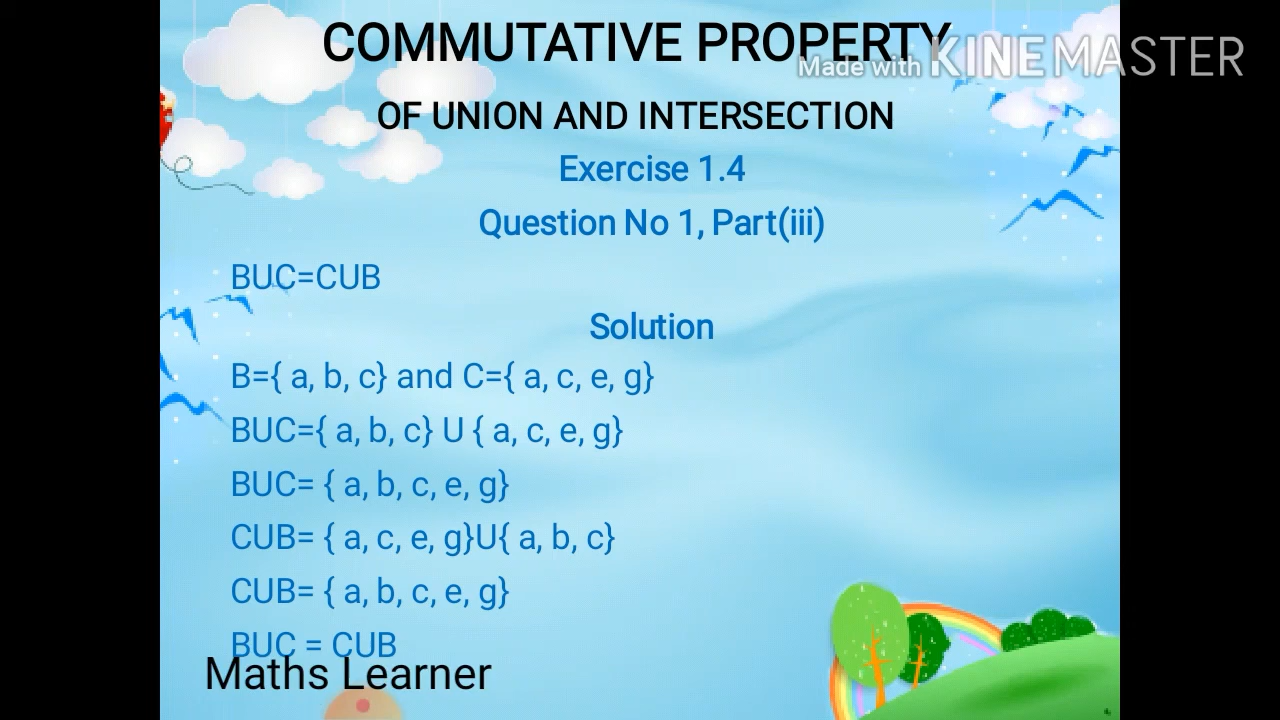 COMMUTATIVE PROPERTY
Made with KINEMASTER
OF UNION AND INTERSECTION
Exercise 1.4
Question No 1, Part(iii)
BUC=CUB
Solution
B={ a, b, c} and C={ a, c, e, g}
BUC={ a, b, c} U { a, c, e, g}
BUC= { a, b, c, e, g}
CUB= { a, c, e, g}U{ a, b, c}
CUB= { a, b, c, e, g}
BUC = CUB
Maths Learner